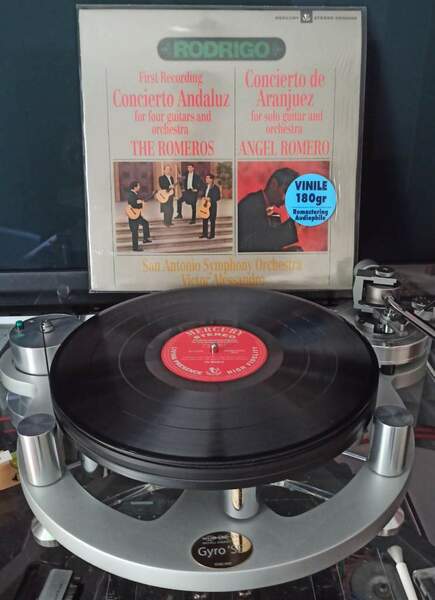 MERCURY STEREO
RODRIGO
First Recording
Concierto Andaluz
for four guitars and
orchestra
THE ROMEROS
Concierto de
Aranjuez
for solo guitar and
orchestra
ANGEL ROMERO
VINILE
180gr
Remastering
Audiophile
San Antonio Symphony Orchestra
Victor Alessandro
MERCURY
STEREO
LIVING PRESENCE HIGH FIDELITY
Gyro SE